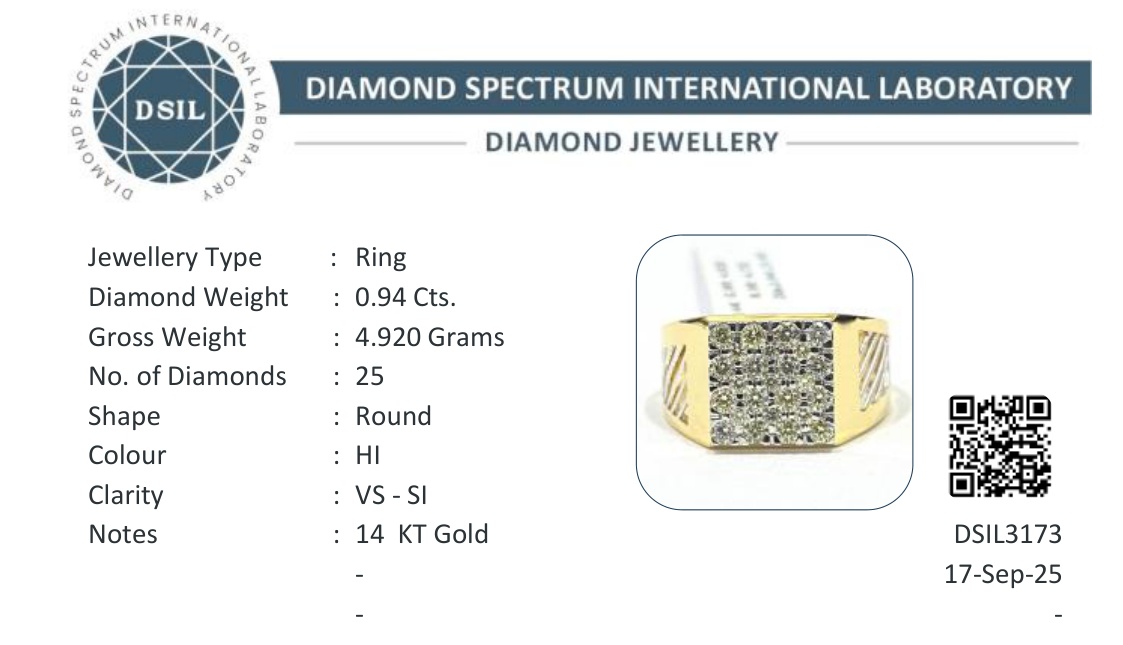 DIAMOND SPECTRUM INTERNATIONAL LABORATORY
DSIL
DIAMOND SPECTRUM INTERNATIONAL LABORATORY
DIAMOND JEWELLERY
Jewellery Type : Ring
Diamond Weight : 0.94 Cts.
Gross Weight : 4.920 Grams
No. of Diamonds : 25
Shape : Round
Colour : HI
Clarity : VS - SI
Notes : 14 KT Gold
-
-
DSIL3173
17-Sep-25
-